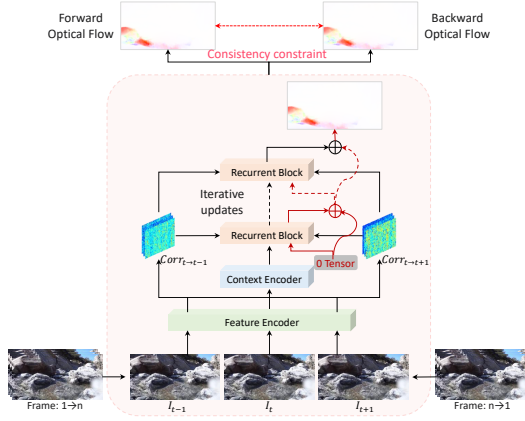 Forward
Optical Flow
Backward
Optical Flow
Consistency constraint
Recurrent Block
Iterative
updates
Recurrent Block
Corr_{t→t−1}
0 Tensor
Corr_{t→t+1}
Context Encoder
Feature Encoder
Frame: 1→n
I_{t−1}
I_t
I_{t+1}
Frame: n→1